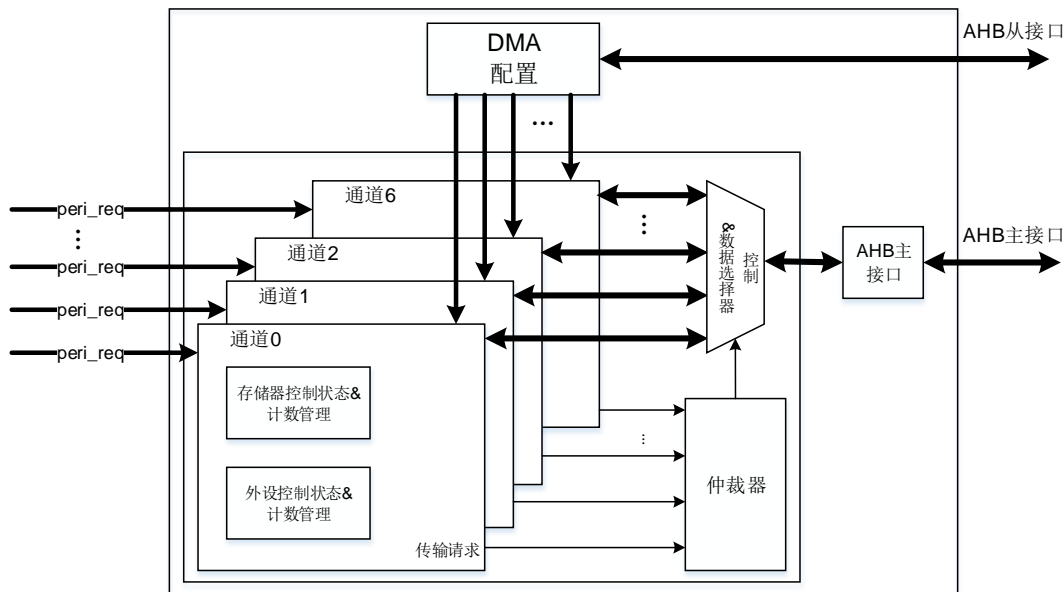 DMA
配置
AHB从接口
...
通道6
peri_req
...
通道2
peri_req
通道1
peri_req
通道0
peri_req
...
控制
&数据选择器
AHB主
接口
AHB主接口
存储器控制状态&
计数管理
外设控制状态&
计数管理
传输请求
...
仲裁器